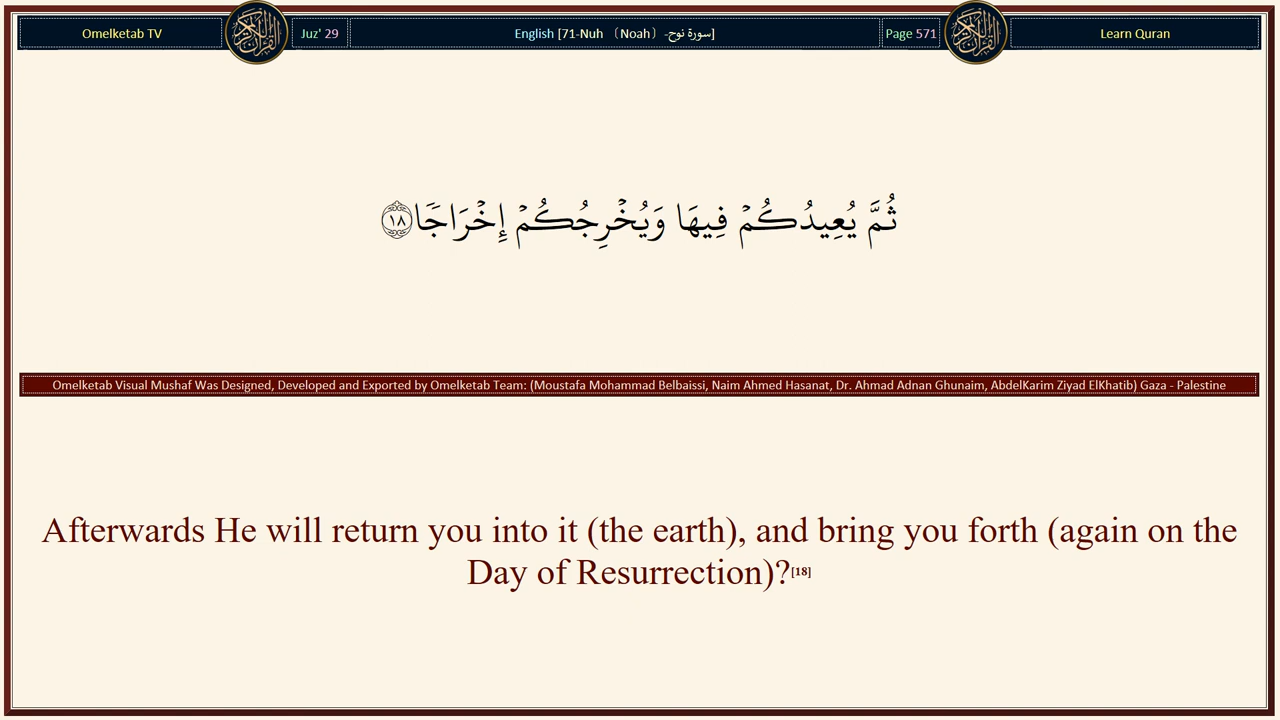 Omelketab TV
Juz' 29
English [71-Nuh （Noah）-سورة نوح]
Page 571
Learn Quran
ثُمَّ يُعِيدُكُمۡ فِيهَا وَيُخۡرِجُكُمۡ إِخۡرَاجٗا ١٨
Omelketab Visual Mushaf Was Designed, Developed and Exported by Omelketab Team: (Moustafa Mohammad Belbaissi, Naim Ahmed Hasanat, Dr. Ahmad Adnan Ghunaim, AbdelKarim Ziyad ElKhatib) Gaza - Palestine
Afterwards He will return you into it (the earth), and bring you forth (again on the
Day of Resurrection)?[18]